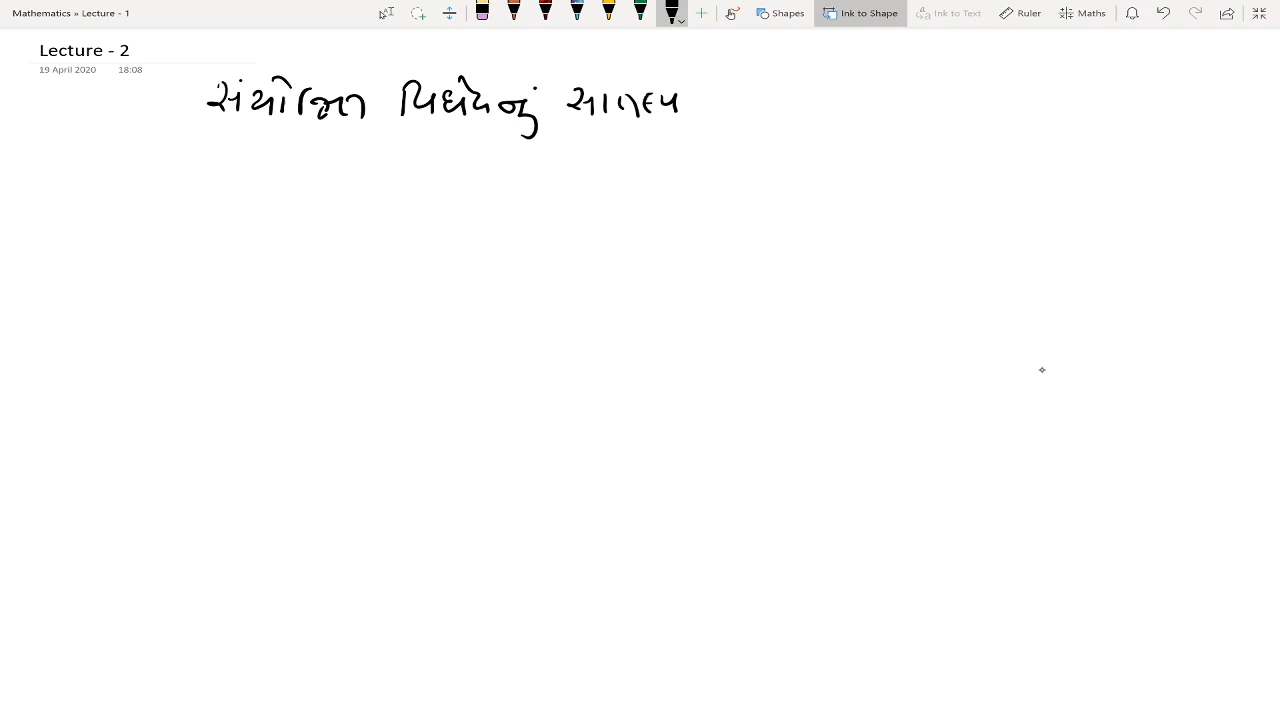 Mathematics » Lecture - 1
Shapes
Ink to Shape
Ink to Text
Ruler
Maths
Lecture - 2
19 April 2020 18:08
સંયોજિત વિધેયનું સાતત્ય